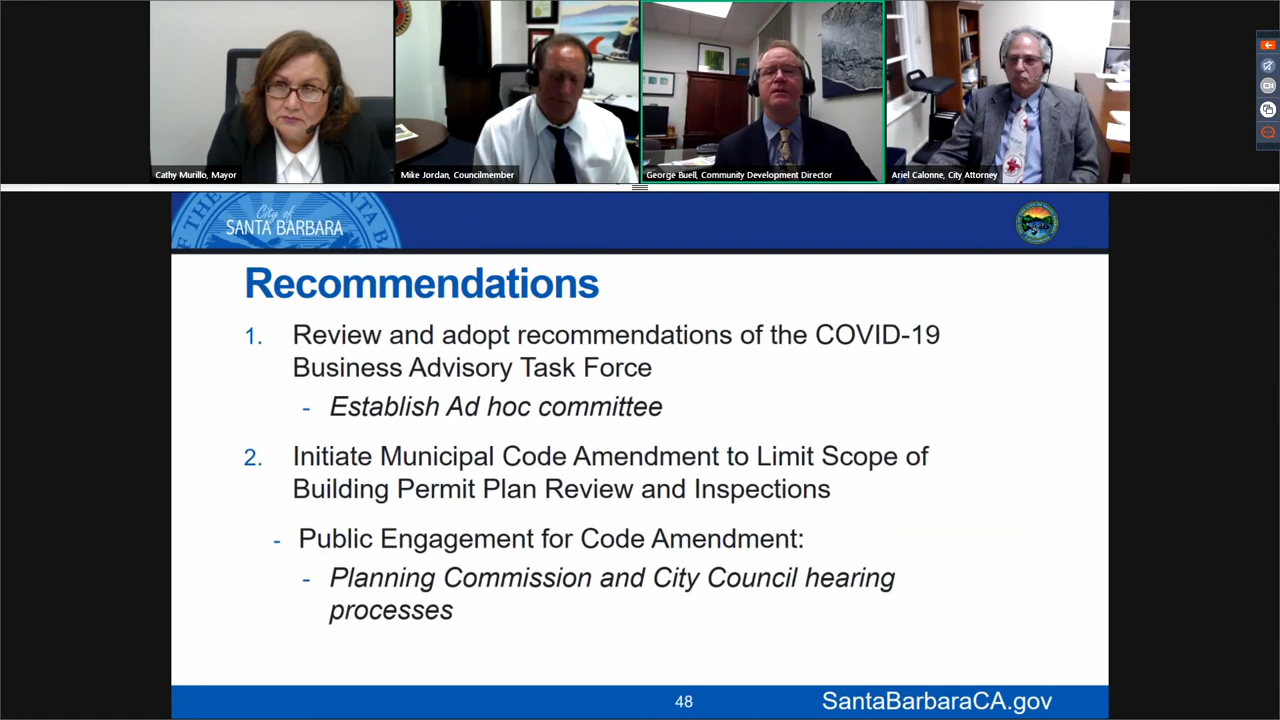 Cathy Murillo, Mayor
Mike Jordan, Councilmember
George Buell, Community Development Director
Ariel Calonne, City Attorney
City of
SANTA BARBARA
Recommendations
1. Review and adopt recommendations of the COVID-19
Business Advisory Task Force
- Establish Ad hoc committee
2. Initiate Municipal Code Amendment to Limit Scope of
Building Permit Plan Review and Inspections
- Public Engagement for Code Amendment:
- Planning Commission and City Council hearing
processes
48
SantaBarbaraCA.gov